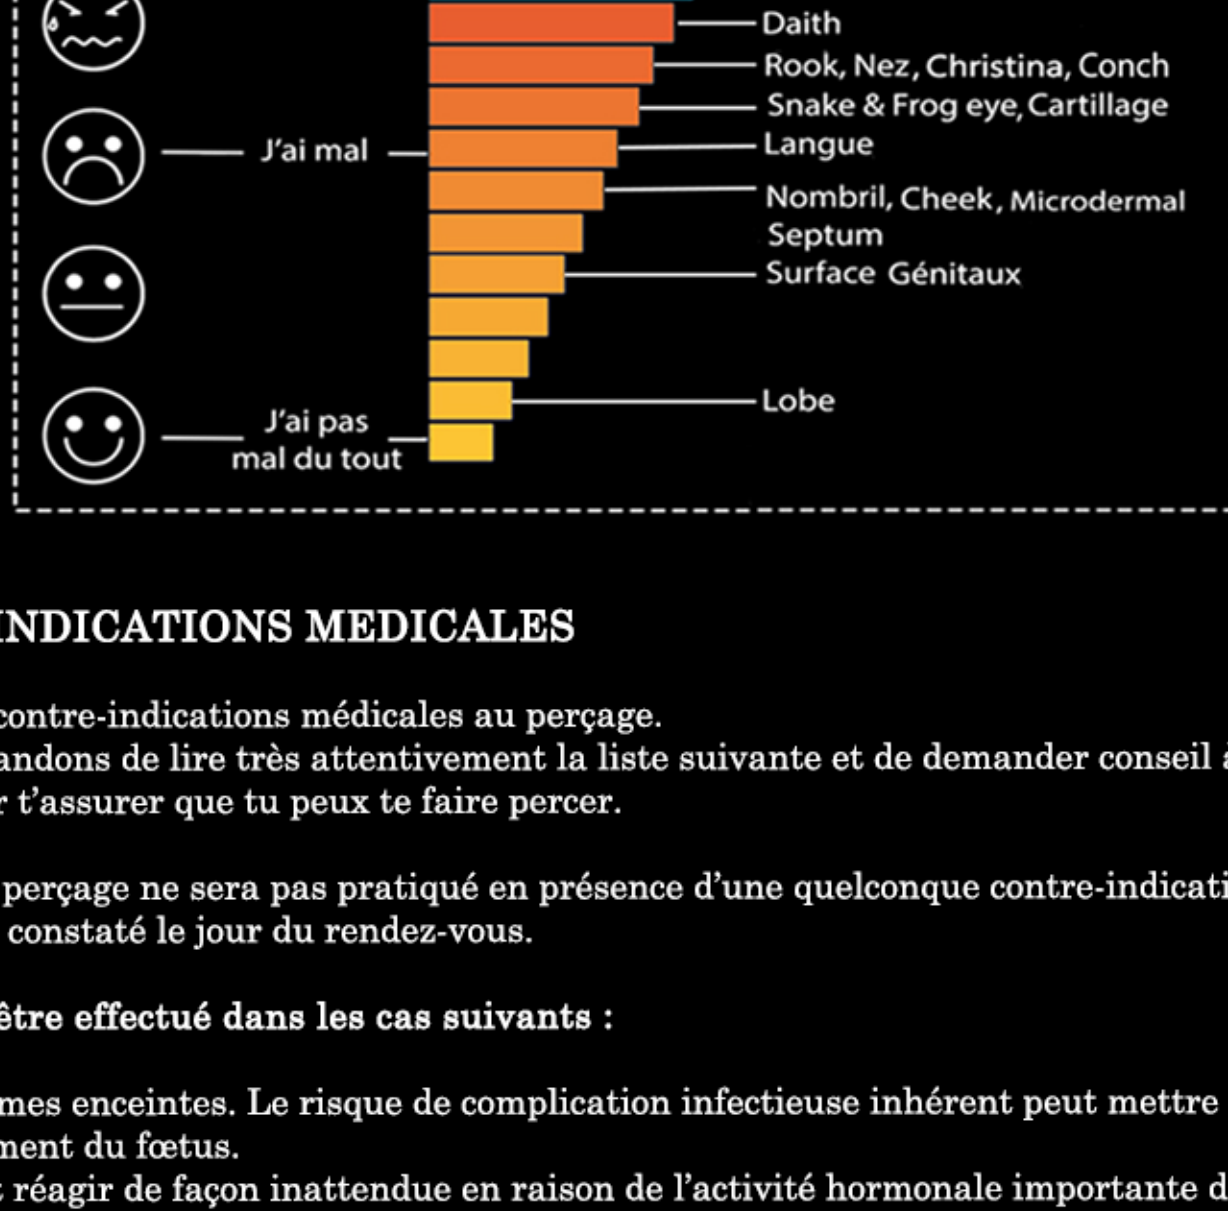 Daith
Rook, Nez, Christina, Conch
Snake & Frog eye, Cartillage
J'ai mal
Langue
Nombril, Cheek, Microdermal
Septum
Surface Génitaux
Lobe
J'ai pas
mal du tout
INDICATIONS MEDICALES
contre-indications médicales au perçage.
andons de lire très attentivement la liste suivante et de demander conseil a
r t'assurer que tu peux te faire percer.
perçage ne sera pas pratiqué en présence d'une quelconque contre-indicati
constaté le jour du rendez-vous.
être effectué dans les cas suivants :
mes enceintes. Le risque de complication infectieuse inhérent peut mettre
ment du fœtus.
t réagir de façon inattendue en raison de l'activité hormonale importante d